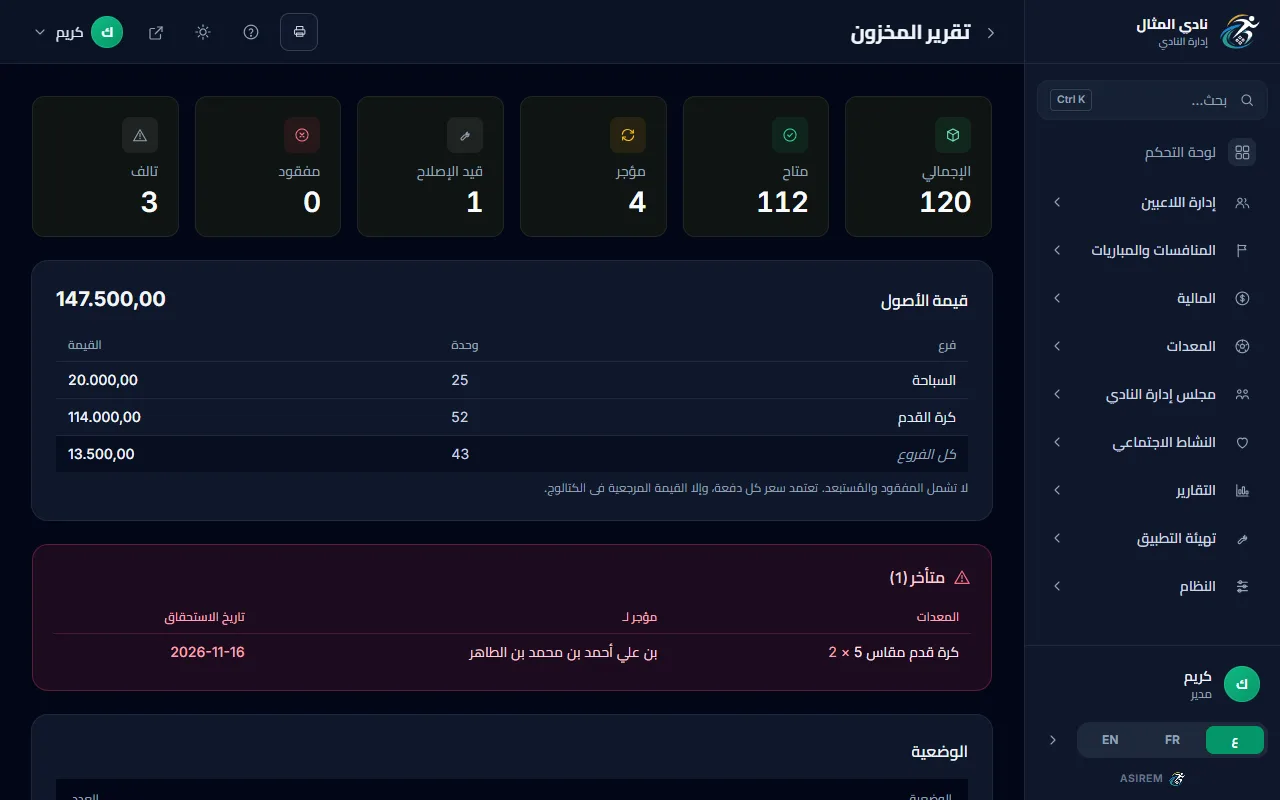 نادي المثال
إدارة النادي
بحث...
Ctrl K
لوحة التحكم
إدارة اللاعبين
المنافسات والمباريات
المالية
المعدات
مجلس إدارة النادي
النشاط الاجتماعي
التقارير
تهيئة التطبيق
النظام
ك
كريم
مدير
ع
FR
EN
ASIREM
تقرير المخزون
ك
كريم
الإجمالي
120
متاح
112
مؤجر
4
قيد الإصلاح
1
مفقود
0
تالف
3
قيمة الأصول
147.500,00
فرع وحدة القيمة
السباحة 25 20.000,00
كرة القدم 52 114.000,00
كل الفروع 43 13.500,00
لا تشمل المفقود والمُستبعد. تعتمد سعر كل دفعة، وإلا القيمة المرجعية في الكتالوج.
متأخر (1)
المعدات مؤجر لـ تاريخ الاستحقاق
كرة قدم مقاس 5 × 2 بن علي أحمد بن محمد بن الطاهر 2026-11-16
الوضعية
الوضعية العدد